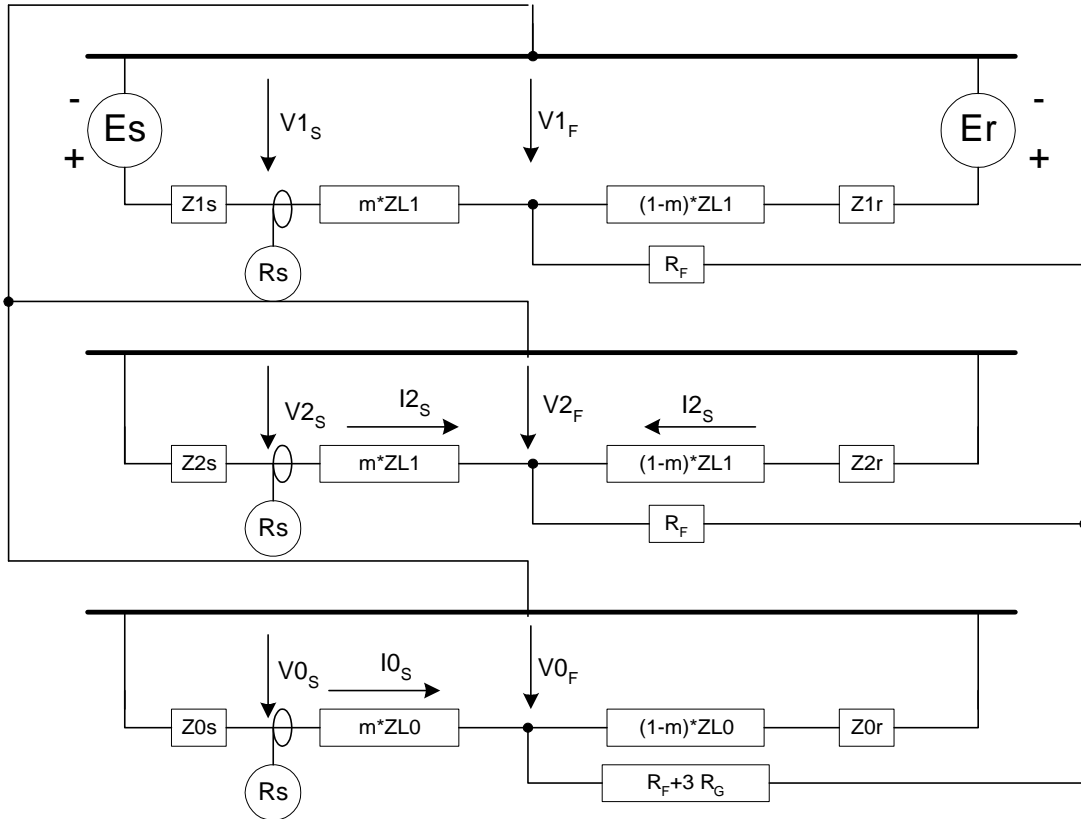 -
Es
+
V1S
V1F
-
Er
+
Z1s
m*ZL1
(1-m)*ZL1
Z1r
Rs
RF
V2S
I2S
V2F
I2S
Z2s
m*ZL1
(1-m)*ZL1
Z2r
Rs
RF
V0S
I0S
V0F
Z0s
m*ZL0
(1-m)*ZL0
Z0r
Rs
RF+3 RG